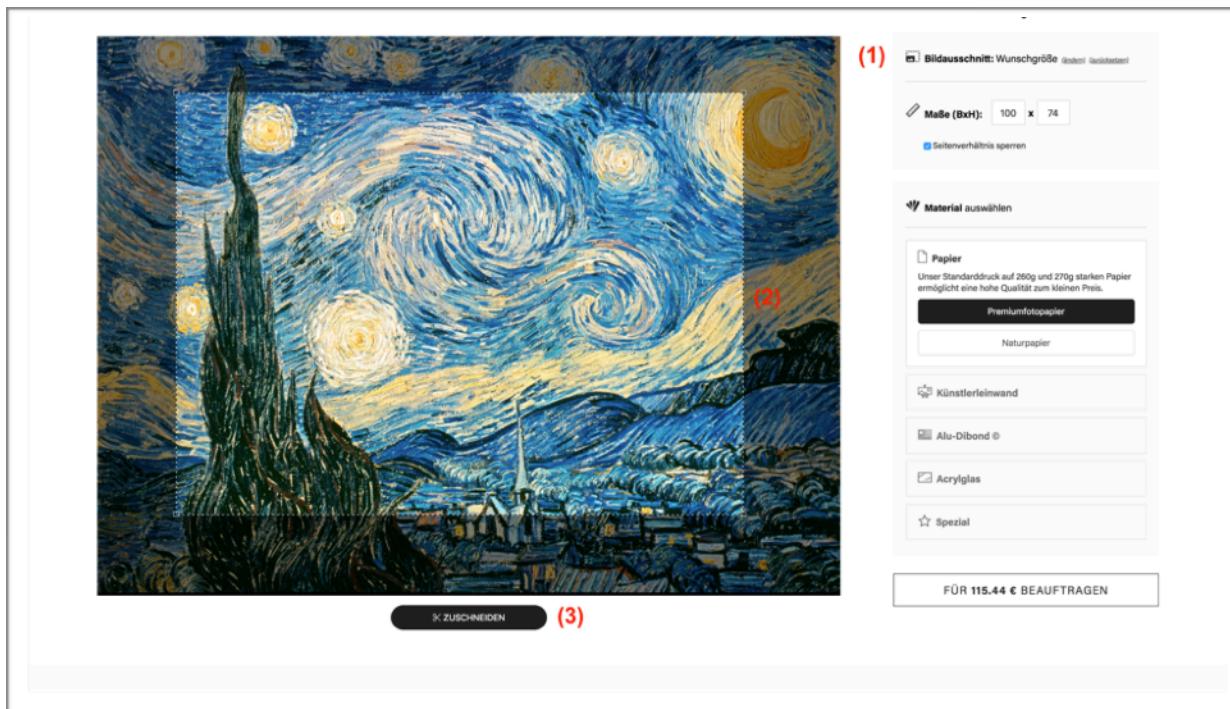 (1)
Bildausschnitt: Wunschgröße (ändern) (zurücksetzen)
Maße (BxH): 100 x 74
Seitenverhältnis sperren
Material auswählen
Papier
Unser Standarddruck auf 260g und 270g starken Papier
ermöglicht eine hohe Qualität zum kleinen Preis.
(2)
Premiumfotopapier
Naturpapier
Künstlerleinwand
Alu-Dibond ©
Acrylglas
Spezial
FÜR 115.44 € BEAUFTRAGEN
ZUSCHNEIDEN
(3)